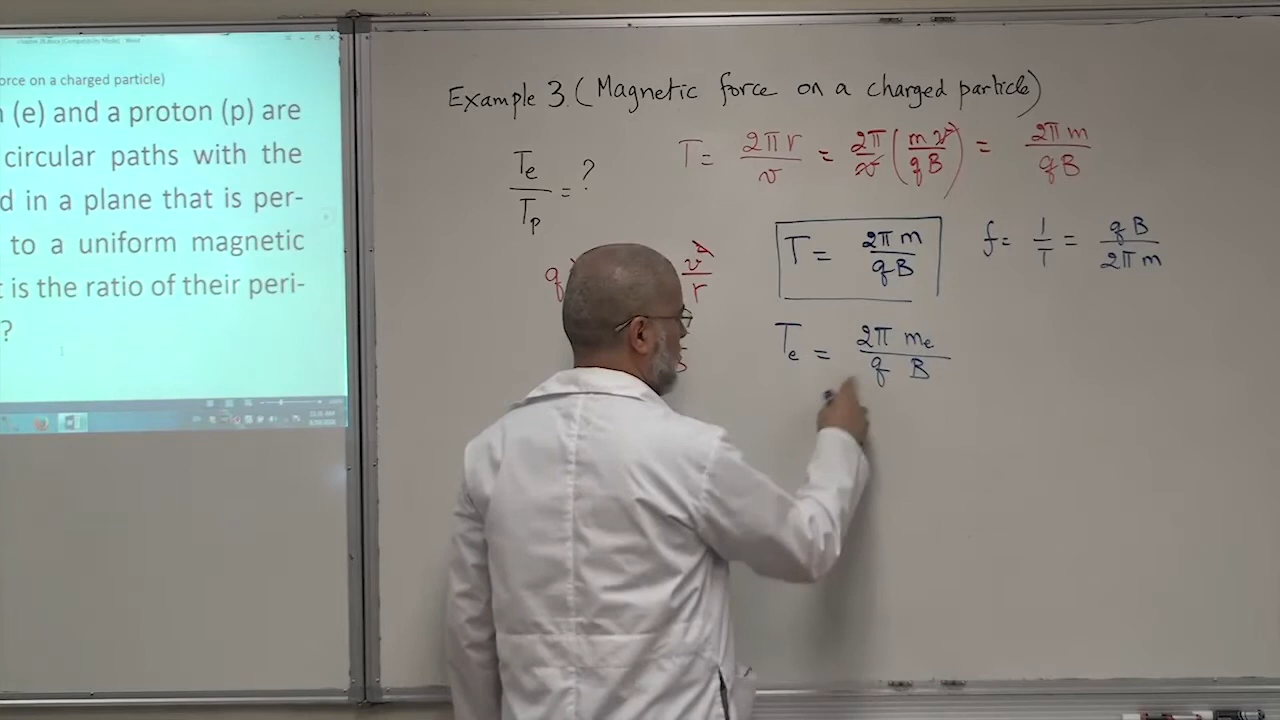 orce on a charged particle)
(e) and a proton (p) are
circular paths with the
d in a plane that is per-
to a uniform magnetic
is the ratio of their peri-
?
Example 3. (Magnetic force on a charged particle)
Te/Tp = ?
T = 2πr/v = 2π/v (mv/qB) = 2πm/qB
q
v²/r
T = 2πm/qB
f = 1/T = qB/2πm
Te = 2π me/q B